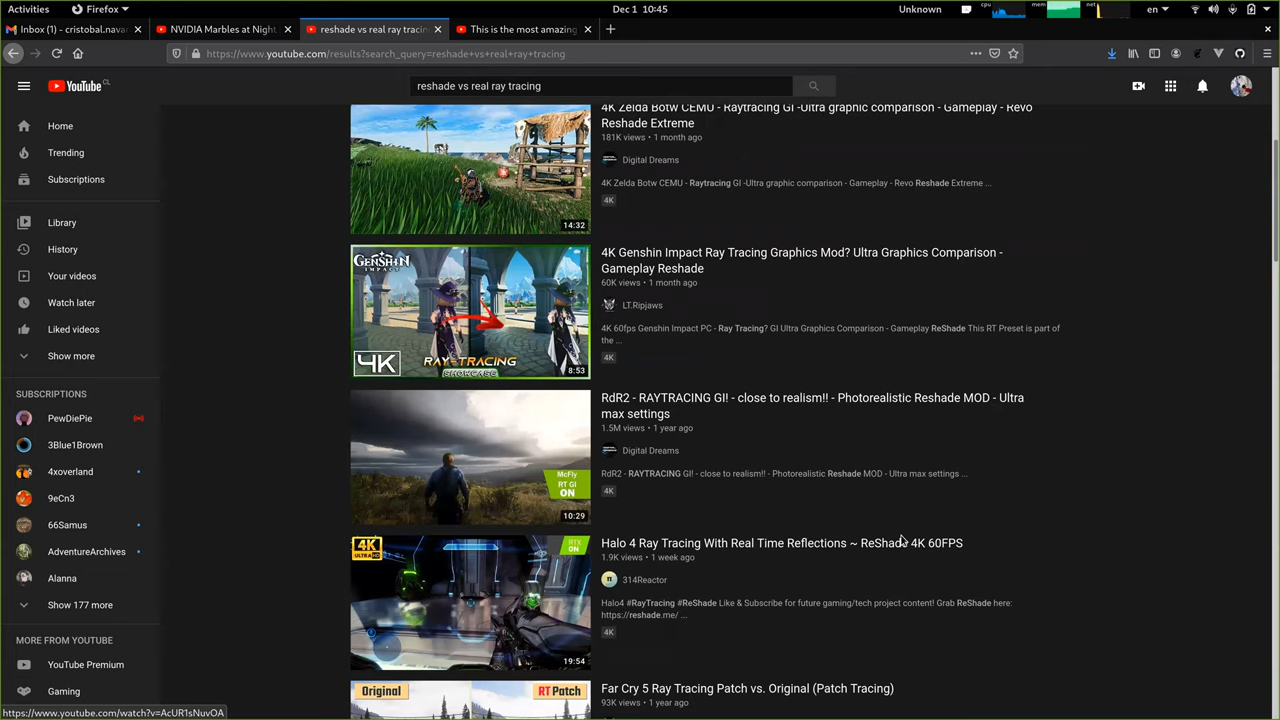 Activities
Firefox
Dec 1 10:45
Unknown
cpu
mem
net
en
Inbox (1) - cristobal.navar
NVIDIA Marbles at Night
reshade vs real ray tracin
This is the most amazing
https://www.youtube.com/results?search_query=reshade+vs+real+ray+tracing
YouTube CL
reshade vs real ray tracing
Home
Trending
Subscriptions
Library
History
Your videos
Watch later
Liked videos
Show more
SUBSCRIPTIONS
PewDiePie
3Blue1Brown
4xoverland
9eCn3
66Samus
AdventureArchives
Alanna
Show 177 more
MORE FROM YOUTUBE
YouTube Premium
Gaming
14:32
4K Zelda Botw CEMU - Raytracing GI -Ultra graphic comparison - Gameplay - Revo
Reshade Extreme
181K views • 1 month ago
Digital Dreams
4K Zelda Botw CEMU - Raytracing GI -Ultra graphic comparison - Gameplay - Revo Reshade Extreme ...
4K
GENSHIN
IMPACT
4K
RAY-TRACING
SHOWCASE
8:53
4K Genshin Impact Ray Tracing Graphics Mod? Ultra Graphics Comparison -
Gameplay Reshade
60K views • 1 month ago
LT.Ripjaws
4K 60fps Genshin Impact PC - Ray Tracing? GI Ultra Graphics Comparison - Gameplay ReShade This RT Preset is part of
the ...
4K
McFly
RT GI
ON
10:29
RdR2 - RAYTRACING GI! - close to realism!! - Photorealistic Reshade MOD - Ultra
max settings
1.5M views • 1 year ago
Digital Dreams
RdR2 - RAYTRACING GI! - close to realism!! - Photorealistic Reshade MOD - Ultra max settings ...
4K
4K
ULTRA HD
RTX
ON
19:54
Halo 4 Ray Tracing With Real Time Reflections ~ ReShade 4K 60FPS
1.9K views • 1 week ago
314Reactor
Halo4 #RayTracing #ReShade Like & Subscribe for future gaming/tech project content! Grab ReShade here:
https://reshade.me/ ...
4K
Original
RT Patch
Far Cry 5 Ray Tracing Patch vs. Original (Patch Tracing)
93K views • 1 year ago
https://www.youtube.com/watch?v=AcUR1sNuvOA